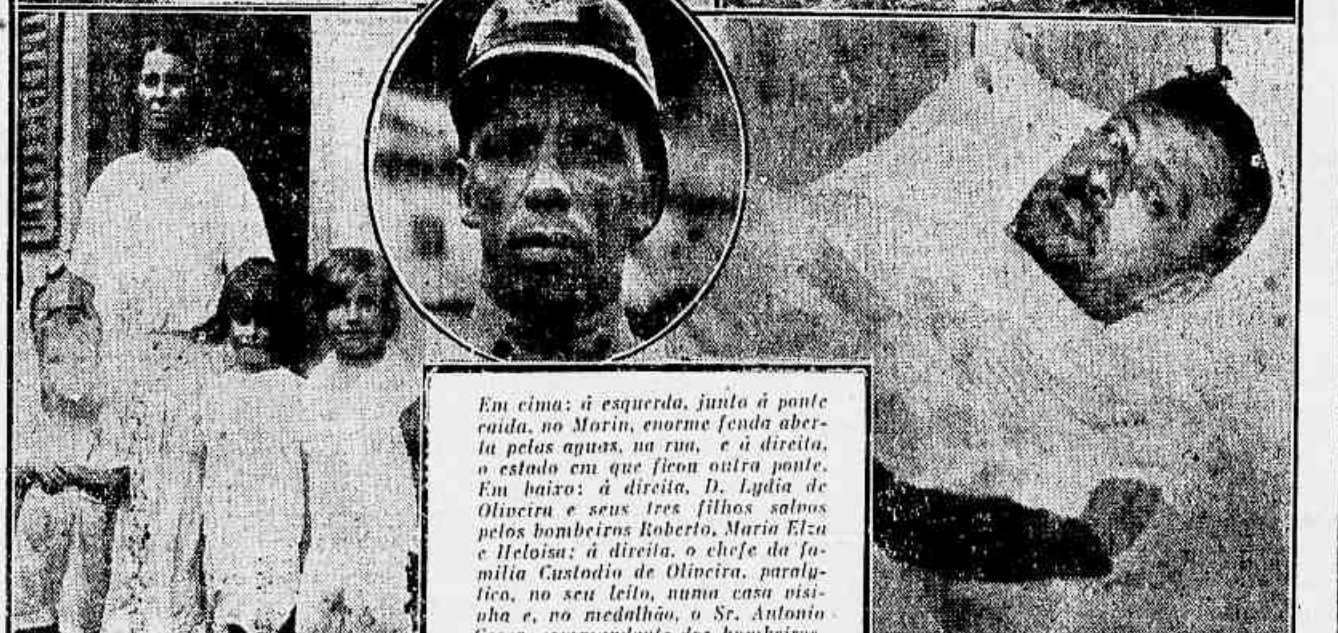 Em cima: á esquerda, junto á ponte
caida, no Morin, enorme fenda aber-
ta pelas aguas, na rua, e á direita,
o estado em que ficou outra ponte.
Em baixo: á direita, D. Lydia de
Oliveira e seus tres filhos salvos
pelos bombeiros Roberto, Maria Elza
e Heloisa; á direita, o chefe da fa-
milia Custodio de Oliveira, paraly-
tico, no seu leito, numa casa visi-
nha e, no medalhão, o Sr. Antonio
commandante dos bombeiros